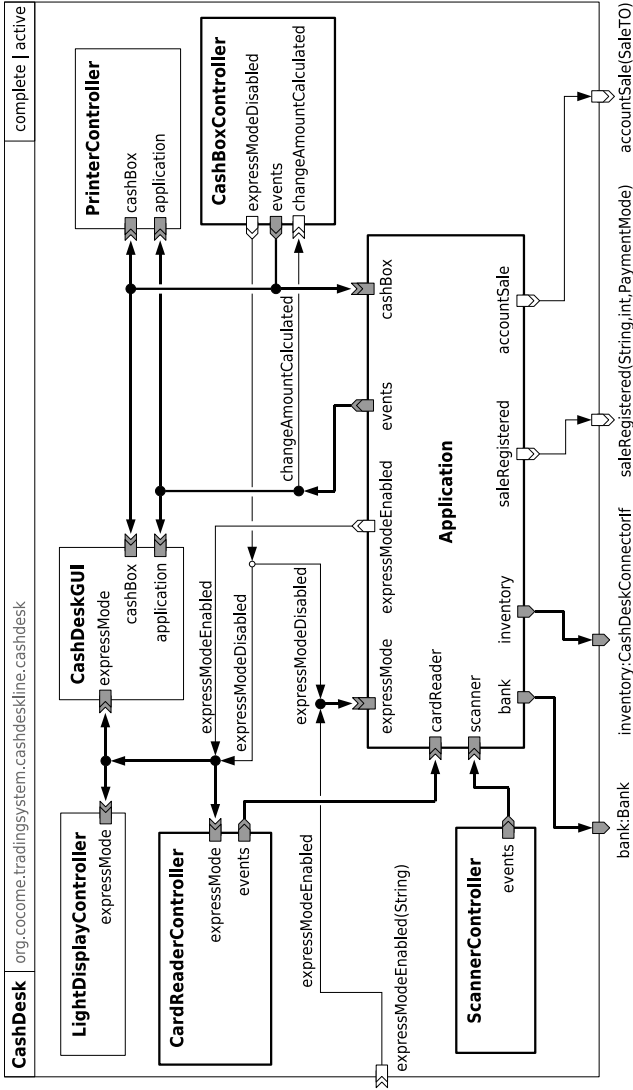 CashDesk
org.cocome.tradingsystem.cashdeskline.cashdesk
complete | active
LightDisplayController
expressMode
CashDeskGUI
expressMode
cashBox
application
PrinterController
cashBox
application
CardReaderController
expressMode
events
CashBoxController
expressModeDisabled
events
changeAmountCalculated
expressModeEnabled
expressModeDisabled
changeAmountCalculated
expressModeDisabled
expressModeEnabled
Application
expressMode
expressModeEnabled
events
cashBox
cardReader
scanner
bank
inventory
saleRegistered
accountSale
ScannerController
events
expressModeEnabled(String)
bank:Bank
inventory:CashDeskConnectorIf
saleRegistered(String,int,PaymentMode)
accountSale(SaleTO)